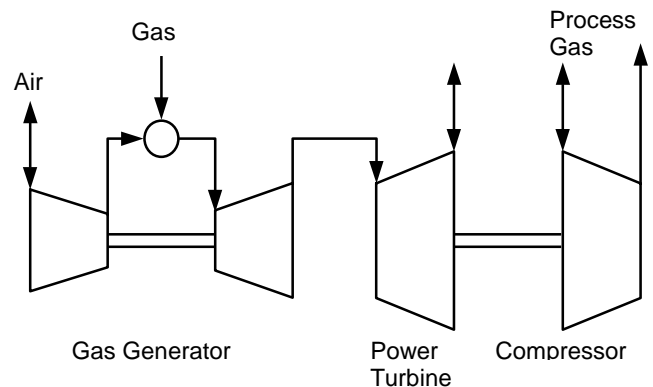 Gas
Process
Gas
Air
Gas Generator
Power
Turbine
Compressor